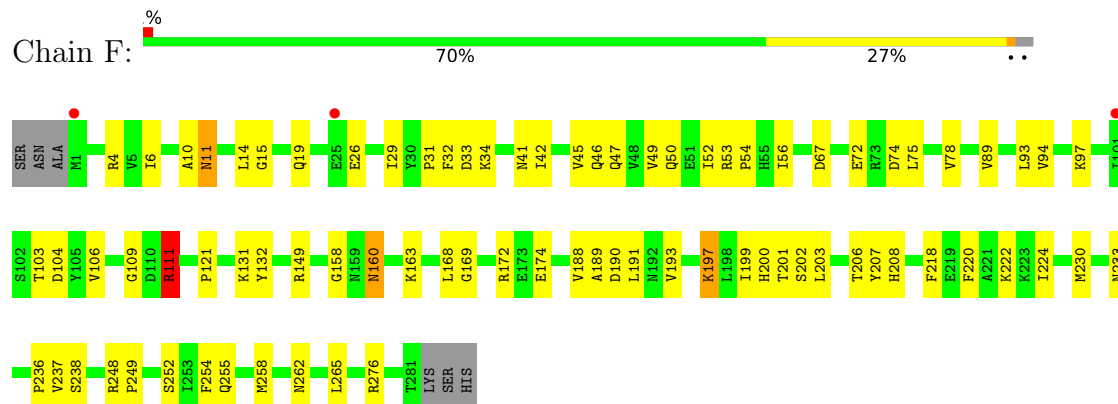 .%
Chain F:
70% 27% ..
SER ASN ALA M1 R4 V5 I6 A10 N11 L14 G15 Q19 E25 E26 I29 Y30 P31 F32 D33 K34 N41 I42 V45 Q46 Q47 V48 V49 Q50 E51 I52 R53 P54 H55 I56 D67 E72 R73 D74 L75 V78 V89 L93 V94 K97 I101
S102 T103 D104 Y105 V106 G109 D110 R111 P121 K131 Y132 R149 G158 N159 N160 K163 L168 G169 R172 E173 E174 V188 A189 D190 L191 N192 V193 K197 L198 I199 H200 T201 S202 L203 T206 Y207 H208 F218 E219 F220 A221 K222 K223 I224 M230
P236 V237 S238 R248 P249 S252 I253 F254 Q255 M258 N262 L265 R276 T281 LYS SER HIS